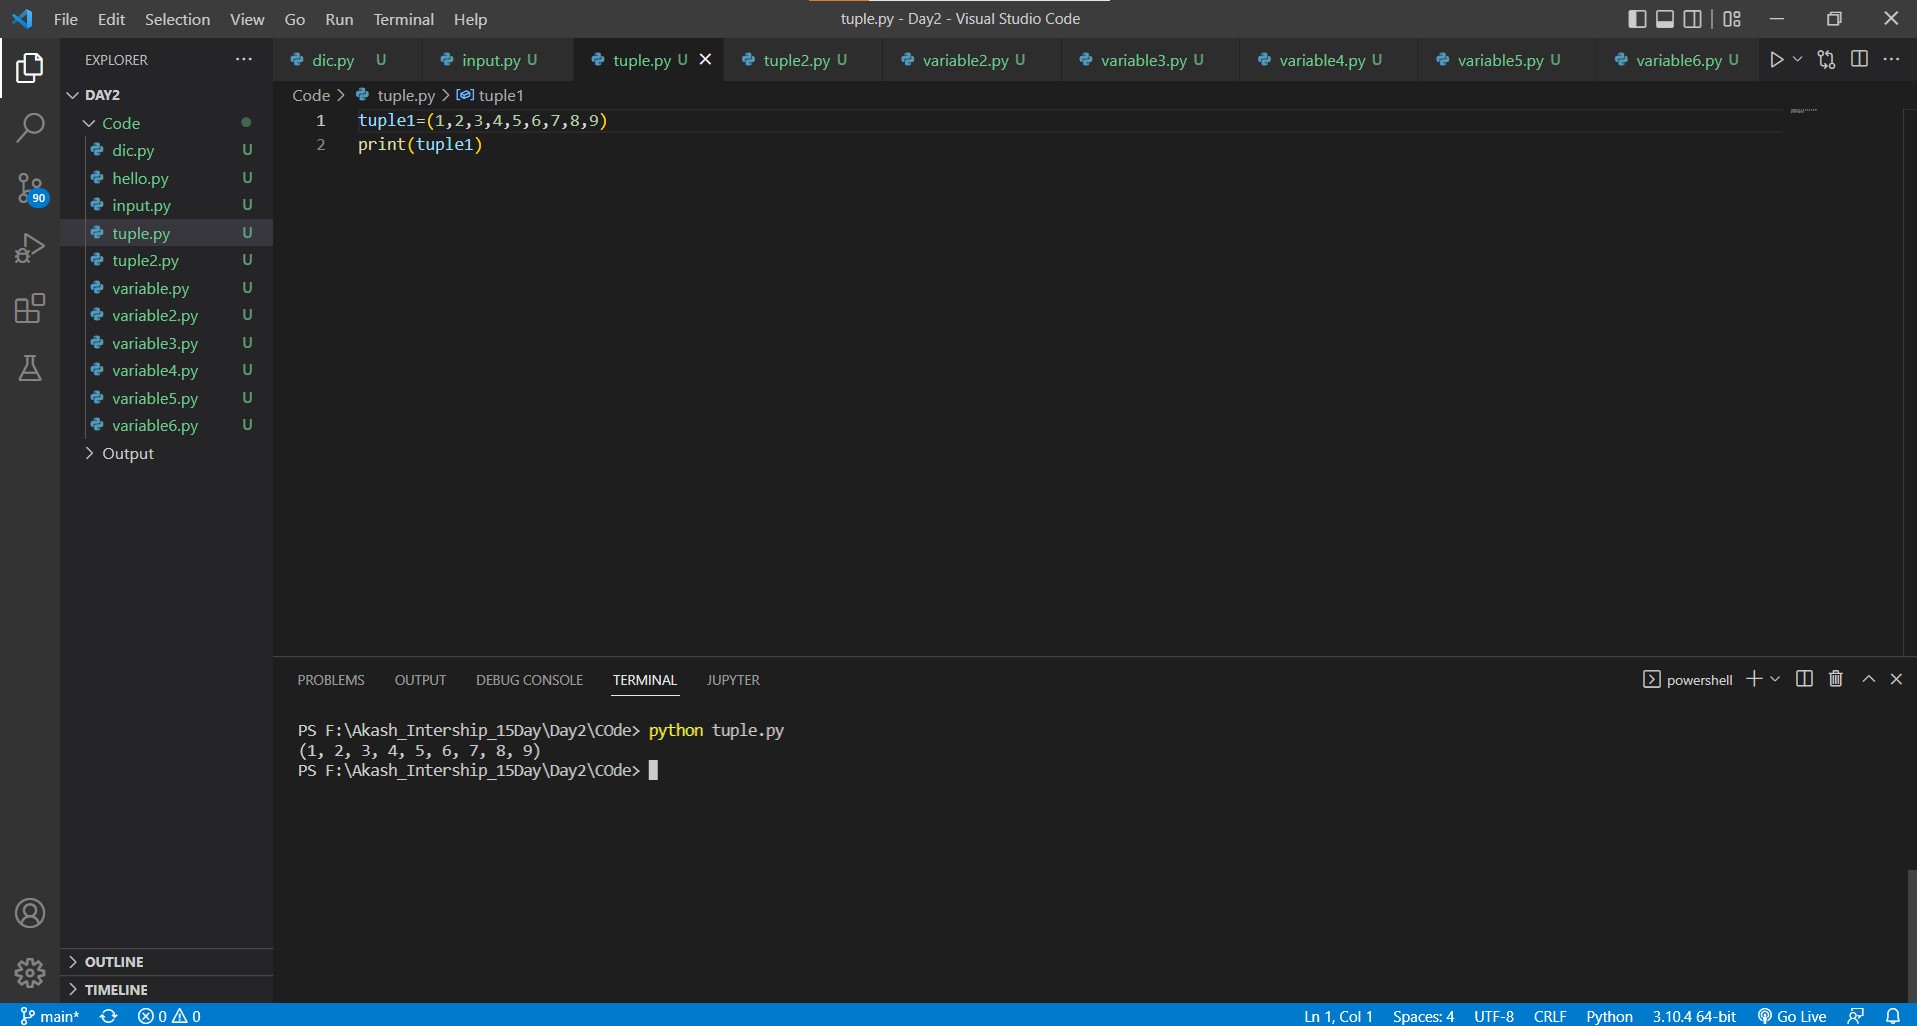 File Edit Selection View Go Run Terminal Help
tuple.py - Day2 - Visual Studio Code
EXPLORER
dic.py U input.py U tuple.py U tuple2.py U variable2.py U variable3.py U variable4.py U variable5.py U variable6.py U
DAY2
Code
dic.py U
hello.py U
input.py U
tuple.py U
tuple2.py U
variable.py U
variable2.py U
variable3.py U
variable4.py U
variable5.py U
variable6.py U
Output
90
Code > tuple.py > tuple1
1 tuple1=(1,2,3,4,5,6,7,8,9)
2 print(tuple1)
PROBLEMS OUTPUT DEBUG CONSOLE TERMINAL JUPYTER
powershell
PS F:\Akash_Intership_15Day\Day2\COde> python tuple.py
(1, 2, 3, 4, 5, 6, 7, 8, 9)
PS F:\Akash_Intership_15Day\Day2\COde>
OUTLINE
TIMELINE
main* 0 0
Ln 1, Col 1 Spaces: 4 UTF-8 CRLF Python 3.10.4 64-bit Go Live